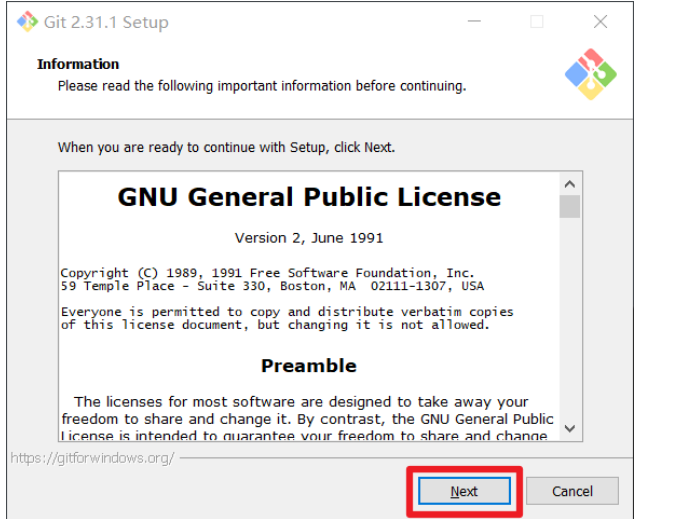 Git 2.31.1 Setup
Information
Please read the following important information before continuing.
When you are ready to continue with Setup, click Next.
GNU General Public License
Version 2, June 1991
Copyright (C) 1989, 1991 Free Software Foundation, Inc.
59 Temple Place - Suite 330, Boston, MA  02111-1307, USA
Everyone is permitted to copy and distribute verbatim copies
of this license document, but changing it is not allowed.
Preamble
The licenses for most software are designed to take away your
freedom to share and change it. By contrast, the GNU General Public
License is intended to guarantee your freedom to share and change
https://gitforwindows.org/
Next
Cancel